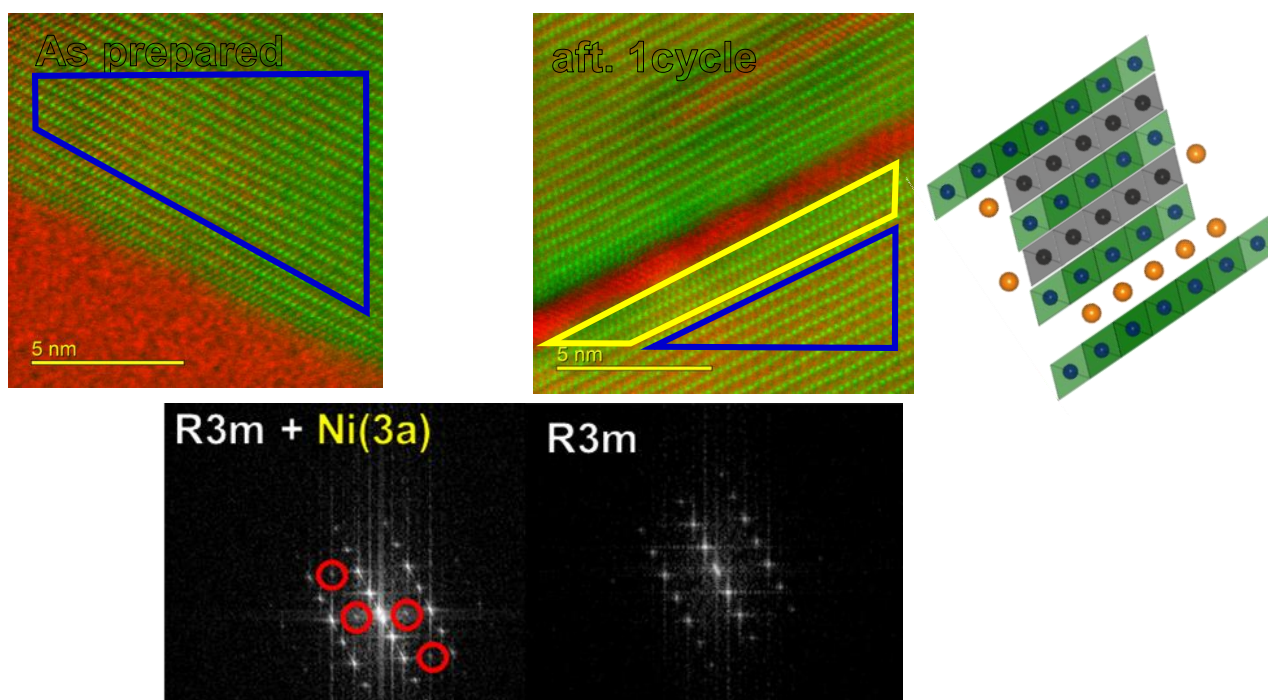 As prepared
aft. 1cycle
5 nm
5 nm
R3m + Ni(3a)
R3m